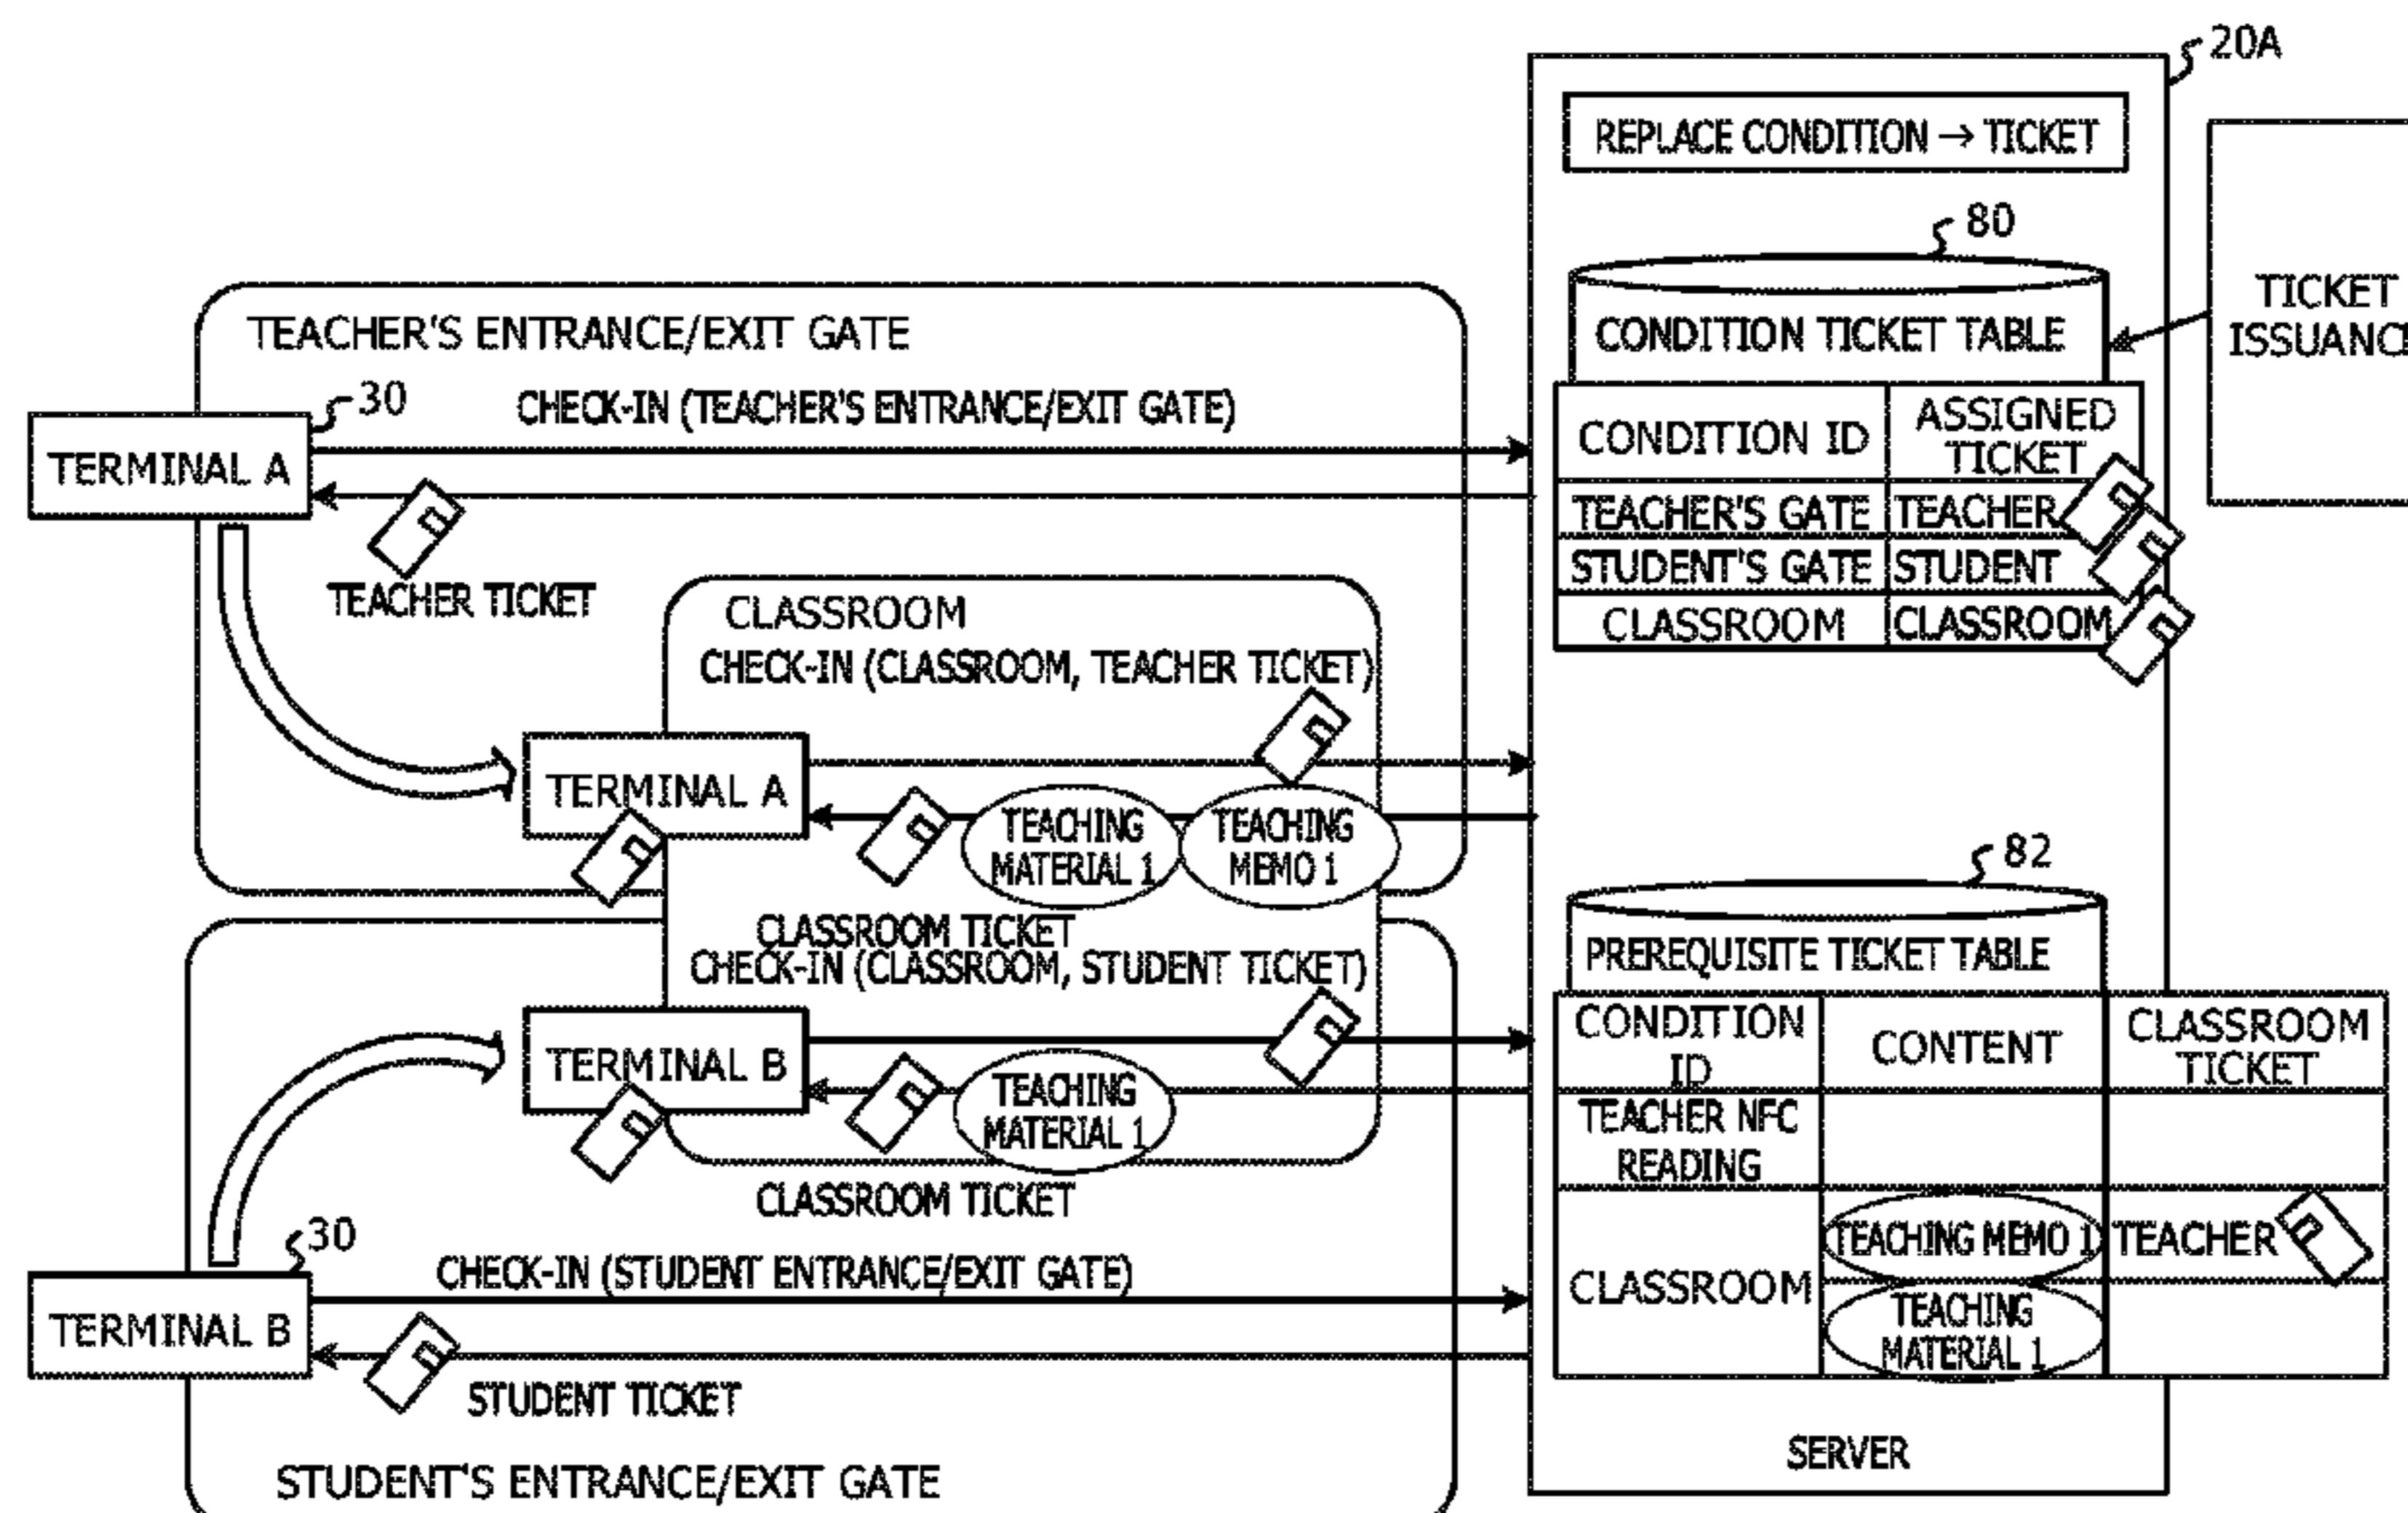 20A
REPLACE CONDITION → TICKET
80
TICKET
ISSUANCE
CONDITION TICKET TABLE
CONDITION ID
ASSIGNED
TICKET
TEACHER'S GATE
TEACHER
STUDENT'S GATE
STUDENT
CLASSROOM
CLASSROOM
TEACHER'S ENTRANCE/EXIT GATE
30
CHECK-IN (TEACHER'S ENTRANCE/EXIT GATE)
TERMINAL A
TEACHER TICKET
CLASSROOM
CHECK-IN (CLASSROOM, TEACHER TICKET)
TERMINAL A
TEACHING
MATERIAL 1
TEACHING
MEMO 1
CLASSROOM TICKET
CHECK-IN (CLASSROOM, STUDENT TICKET)
TERMINAL B
TEACHING
MATERIAL 1
CLASSROOM TICKET
30
CHECK-IN (STUDENT ENTRANCE/EXIT GATE)
TERMINAL B
STUDENT TICKET
STUDENT'S ENTRANCE/EXIT GATE
82
PREREQUISITE TICKET TABLE
CONDITION
ID
CONTENT
CLASSROOM
TICKET
TEACHER NFC
READING
CLASSROOM
TEACHING MEMO 1
TEACHER
TEACHING
MATERIAL 1
SERVER